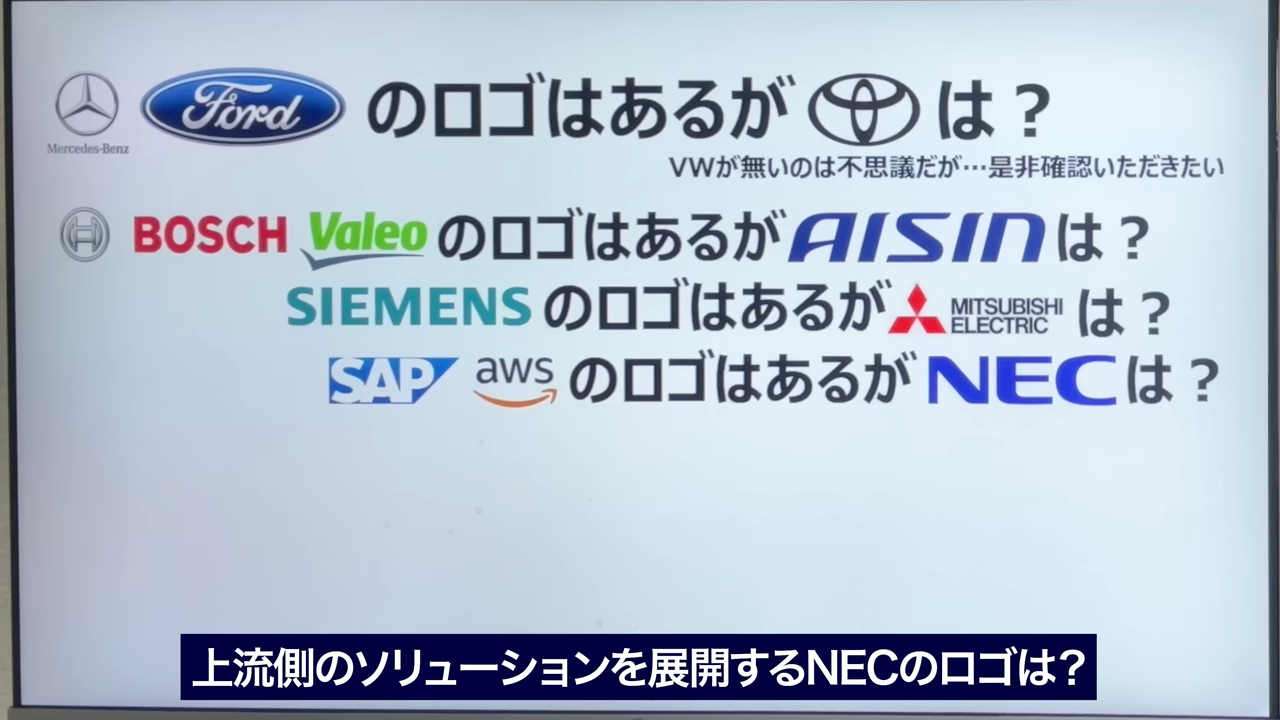 Mercedes-Benz Ford のロゴはあるが は？
VWが無いのは不思議だが…是非確認いただきたい
BOSCH Valeo のロゴはあるが AISIN は？
SIEMENS のロゴはあるが MITSUBISHI ELECTRIC は？
SAP aws のロゴはあるが NEC は？
上流側のソリューションを展開するNECのロゴは？